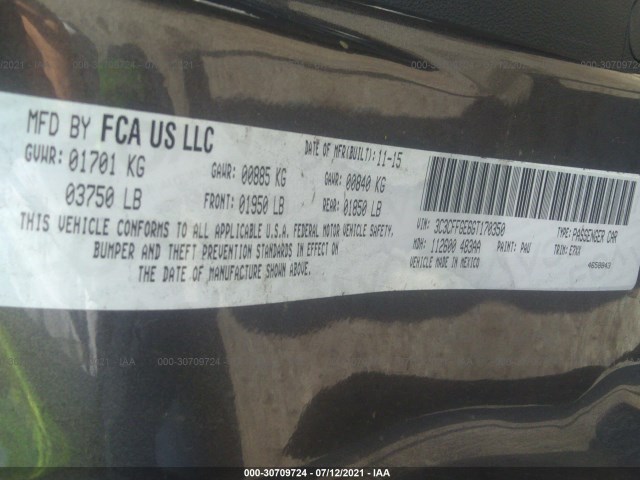 MFD BY FCA US LLC
DATE OF MFR(BUILT): 11-15
GVWR: 01701 KG
03750 LB
GAWR: 00885 KG
FRONT: 01950 LB
GAWR: 00840 KG
REAR: 01850 LB
THIS VEHICLE CONFORMS TO ALL APPLICABLE U.S.A. FEDERAL MOTOR VEHICLE SAFETY,
BUMPER AND THEFT PREVENTION STANDARDS IN EFFECT ON
THE DATE OF MANUFACTURE SHOWN ABOVE.
VIN: 3C3CFFGE8GT170350
TYPE: PASSENGER CAR
MDH: 112600 463AA
PAINT: PAU
TRIM: E7XX
VEHICLE MADE IN MEXICO
000-30709724 - 07/12/2021 - IAA